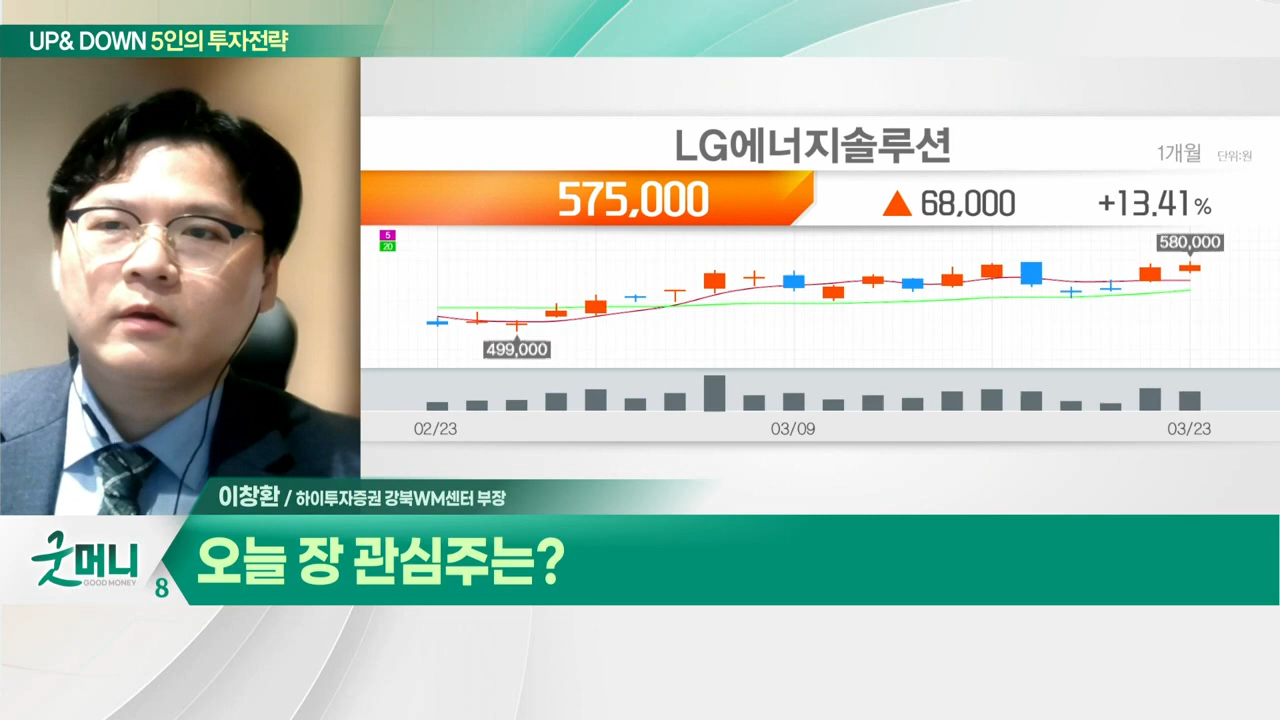 UP& DOWN 5인의 투자전략
LG에너지솔루션
1개월 단위:원
575,000 ▲ 68,000 +13.41%
5
20
580,000
499,000
02/23 03/09 03/23
이창환 / 하이투자증권 강북WM센터 부장
굿머니
GOOD MONEY
8
오늘 장 관심주는?